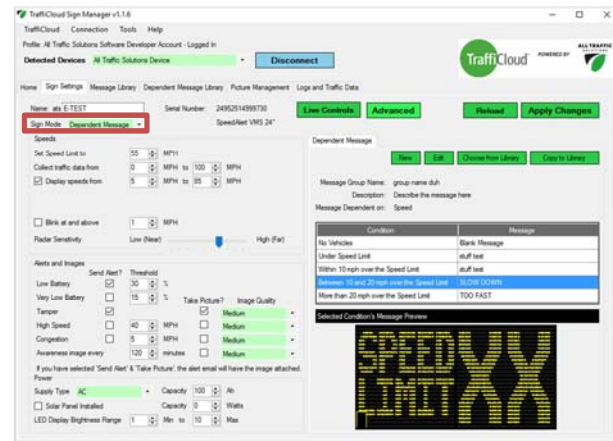 TraffiCloud Sign Manager v1.1.6
TraffiCloud Connection Tools Help
Profile: All Traffic Solutions Software Developer Account - Logged In
Detected Devices All Traffic Solutions Device Disconnect
TraffiCloud POWERED BY ALL TRAFFIC
Home Sign Settings Message Library Dependent Message Library Picture Management Logs and Traffic Data
Name: ats E-TEST Serial Number: 24952514999730 Live Controls Advanced Reload Apply Changes
Sign Mode Dependent Message SpeedAlert VMS 24"
Speeds Dependent Message
Set Speed Limit to 55 MPH New Edit Choose from Library Copy to Library
Collect traffic data from 0 MPH to 100 MPH
Display speeds from 5 MPH to 85 MPH Message Group Name: group name duh
Description: Describe the message here
Message Dependent on: Speed
Blink at and above 1 MPH Condition Message
Radar Sensitivity Low (Near) High (Far) No Vehicles Blank Message
Under Speed Limit stuff test
Alerts and Images Within 10 mph over the Speed Limit stuff test
Send Alert? Threshold Between 10 and 20 mph over the Speed Limit SLOW DOWN
Low Battery 30 % More than 20 mph over the Speed Limit TOO FAST
Very Low Battery 15 % Take Picture? Image Quality
Tamper Medium Selected Condition's Message Preview
High Speed 40 MPH Medium
Congestion 5 MPH Medium
Awareness image every 120 minutes Medium
If you have selected 'Send Alert' & 'Take Picture', the alert email will have the image attached.
Power
Supply Type AC Capacity 100 Ah
Solar Panel Installed Capacity 0 Watts
LED Display Brightness Range 1 Min to 10 Max
SPEED XX
LIMIT